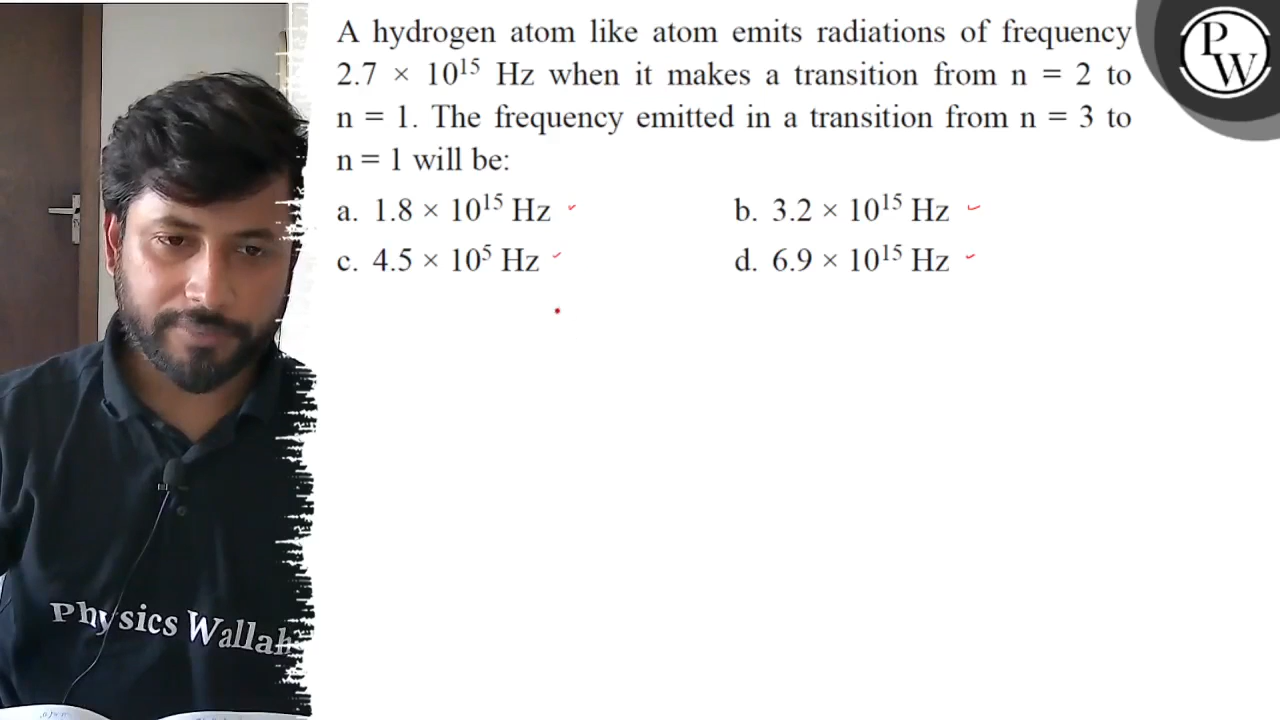 A hydrogen atom like atom emits radiations of frequency
2.7 × 10¹⁵ Hz when it makes a transition from n = 2 to
n = 1. The frequency emitted in a transition from n = 3 to
n = 1 will be:
a. 1.8 × 10¹⁵ Hz
b. 3.2 × 10¹⁵ Hz
c. 4.5 × 10⁵ Hz
d. 6.9 × 10¹⁵ Hz
P
W
Physics Wallah